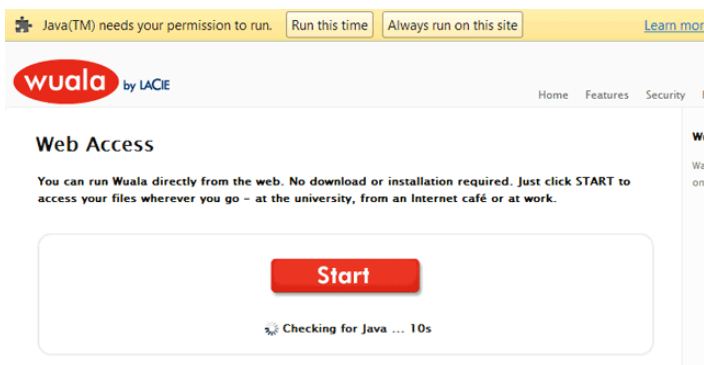 Java(TM) needs your permission to run. Run this time Always run on this site Learn mor
wuala by LACIE
Home Features Security
Web Access
You can run Wuala directly from the web. No download or installation required. Just click START to
access your files wherever you go – at the university, from an Internet café or at work.
Start
Checking for Java ... 10s
We
Wa
on